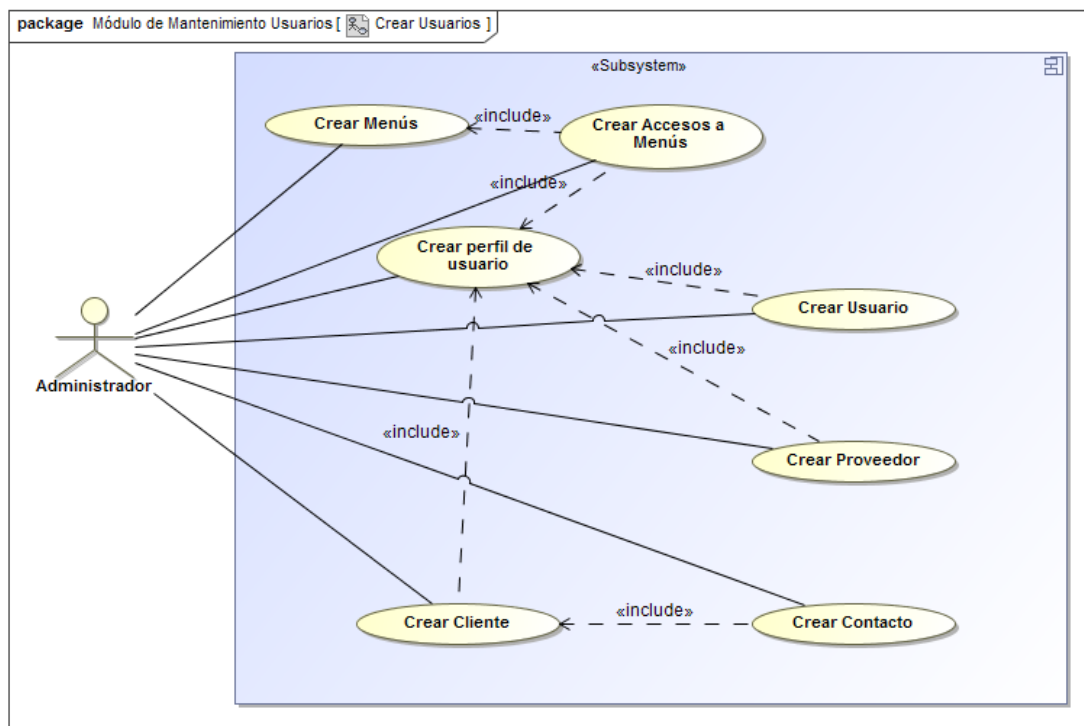 package Módulo de Mantenimiento Usuarios [ Crear Usuarios ]
«Subsystem»
Crear Menús
«include»
Crear Accesos a
Menús
«include»
Crear perfil de
usuario
«include»
Crear Usuario
«include»
Administrador
«include»
Crear Proveedor
«include»
Crear Cliente
Crear Contacto